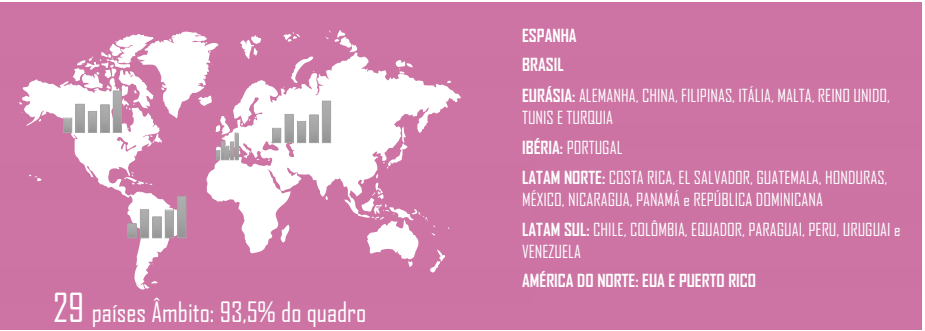 ESPANHA
BRASIL
EURÁSIA: ALEMANHA, CHINA, FILIPINAS, ITÁLIA, MALTA, REINO UNIDO,
TUNIS E TURQUIA
IBÉRIA: PORTUGAL
LATAM NORTE: COSTA RICA, EL SALVADOR, GUATEMALA, HONDURAS,
MÉXICO, NICARAGUA, PANAMÁ e REPÚBLICA DOMINICANA
LATAM SUL: CHILE, COLÔMBIA, EQUADOR, PARAGUAI, PERU, URUGUAI e
VENEZUELA
AMÉRICA DO NORTE: EUA E PUERTO RICO
29 países Âmbito: 93,5% do quadro